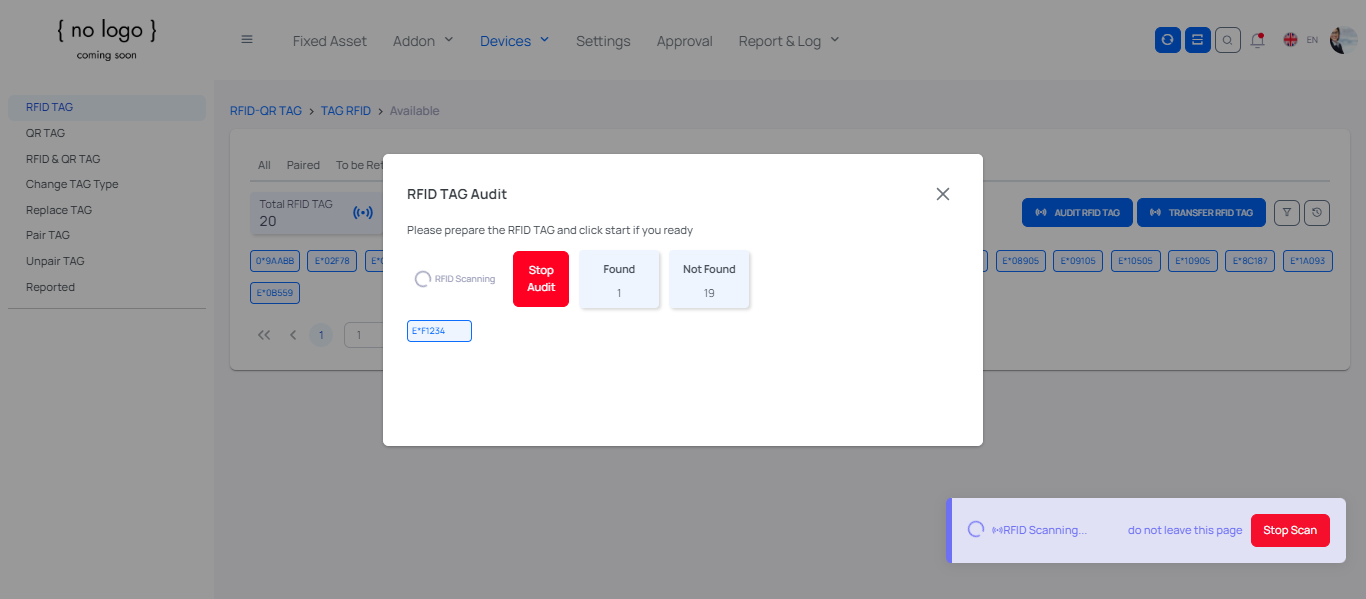 { no logo }
coming soon
Fixed Asset
Addon
Devices
Settings
Approval
Report & Log
EN
RFID TAG
QR TAG
RFID & QR TAG
Change TAG Type
Replace TAG
Pair TAG
Unpair TAG
Reported
RFID-QR TAG > TAG RFID > Available
All
Paired
To be Ret
Total RFID TAG
20
AUDIT RFID TAG
TRANSFER RFID TAG
0*9AABB
E*02F78
E*08905
E*09105
E*10505
E*10905
E*8C187
E*1A093
E*0B559
1
1
RFID TAG Audit
Please prepare the RFID TAG and click start if you ready
RFID Scanning
Stop
Audit
Found
1
Not Found
19
E*F1234
RFID Scanning...
do not leave this page
Stop Scan